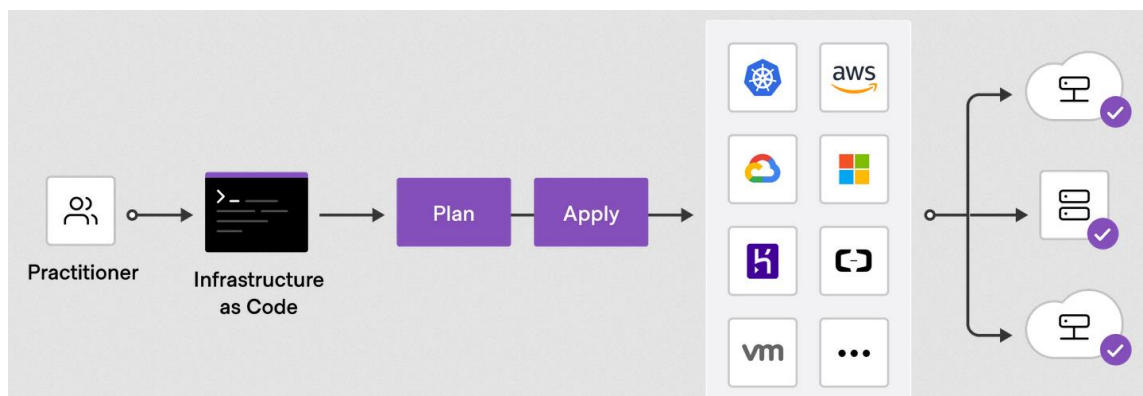 Practitioner
>_
Infrastructure
as Code
Plan
Apply
aws
vm